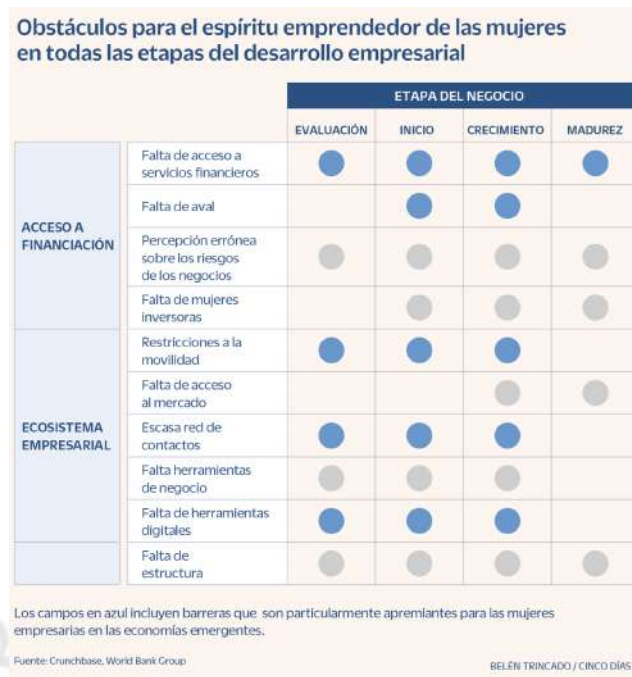 Obstáculos para el espíritu emprendedor de las mujeres
en todas las etapas del desarrollo empresarial
ETAPA DEL NEGOCIO
EVALUACIÓN INICIO CRECIMIENTO MADUREZ
ACCESO A
FINANCIACIÓN
Falta de acceso a
servicios financieros
Falta de aval
Percepción errónea
sobre los riesgos
de los negocios
Falta de mujeres
inversoras
ECOSISTEMA
EMPRESARIAL
Restricciones a la
movilidad
Falta de acceso
al mercado
Escasa red de
contactos
Falta herramientas
de negocio
Falta de herramientas
digitales
Falta de
estructura
Los campos en azul incluyen barreras que son particularmente apremiantes para las mujeres
empresarias en las economías emergentes.
Fuente: Crunchbase, World Bank Group
BELÉN TRINCADO / CINCO DÍAS